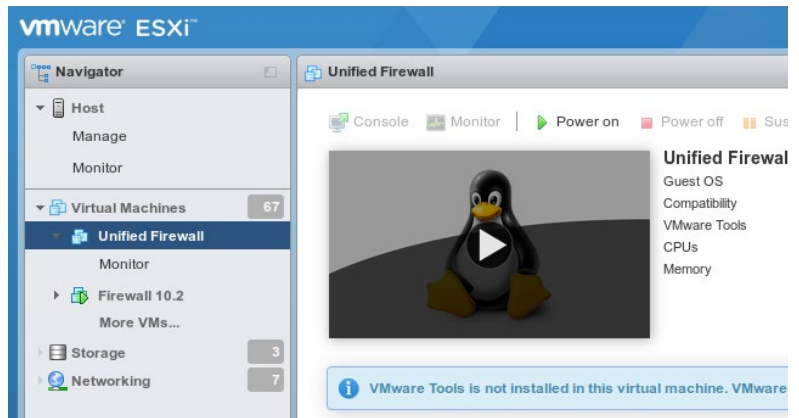 vmware ESXi™
Navigator
Host
Manage
Monitor
Virtual Machines 67
Unified Firewall
Monitor
Firewall 10.2
More VMs...
Storage 3
Networking 7
Unified Firewall
Console Monitor Power on Power off Sus
Unified Firewal
Guest OS
Compatibility
VMware Tools
CPUs
Memory
VMware Tools is not installed in this virtual machine. VMware